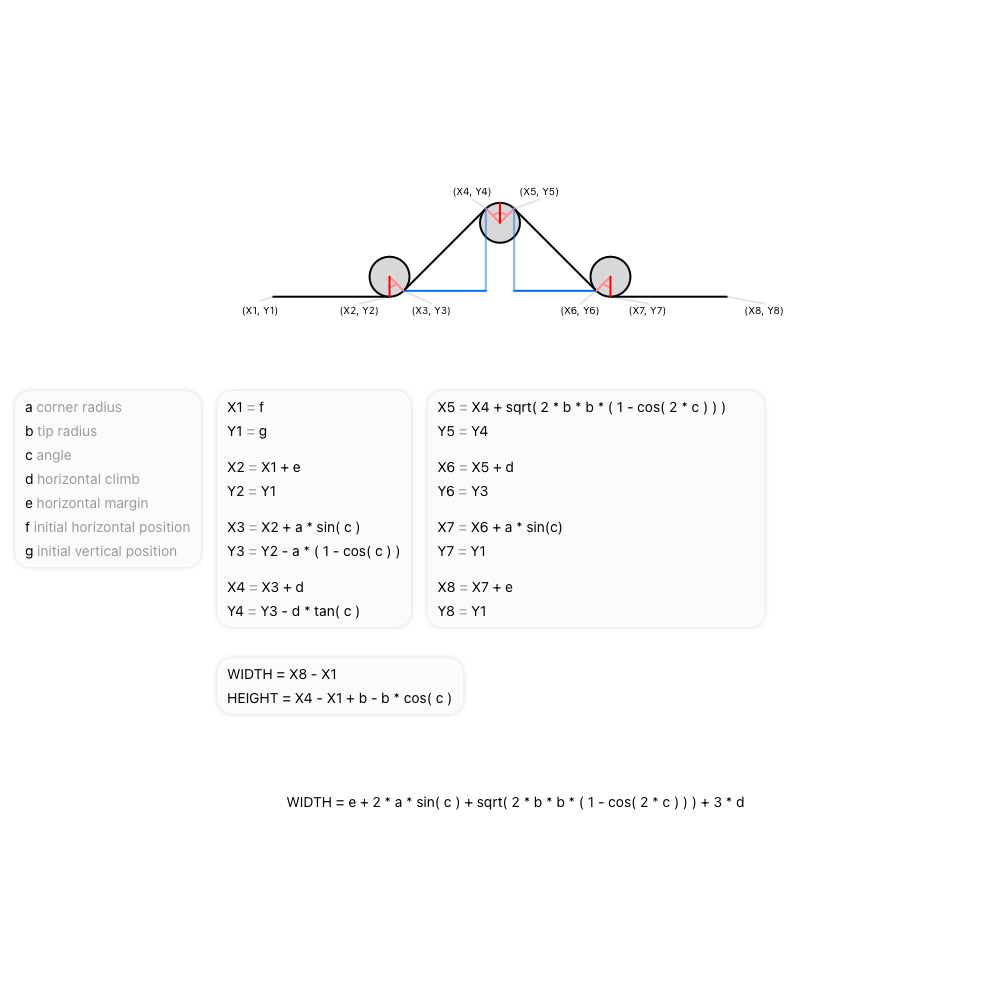 (X4, Y4)
(X5, Y5)
(X1, Y1)
(X2, Y2)
(X3, Y3)
(X6, Y6)
(X7, Y7)
(X8, Y8)
a corner radius
b tip radius
c angle
d horizontal climb
e horizontal margin
f initial horizontal position
g initial vertical position
X1 = f
Y1 = g
X2 = X1 + e
Y2 = Y1
X3 = X2 + a * sin( c )
Y3 = Y2 - a * ( 1 - cos( c ) )
X4 = X3 + d
Y4 = Y3 - d * tan( c )
X5 = X4 + sqrt( 2 * b * b * ( 1 - cos( 2 * c ) ) )
Y5 = Y4
X6 = X5 + d
Y6 = Y3
X7 = X6 + a * sin(c)
Y7 = Y1
X8 = X7 + e
Y8 = Y1
WIDTH = X8 - X1
HEIGHT = X4 - X1 + b - b * cos( c )
WIDTH = e + 2 * a * sin( c ) + sqrt( 2 * b * b * ( 1 - cos( 2 * c ) ) ) + 3 * d